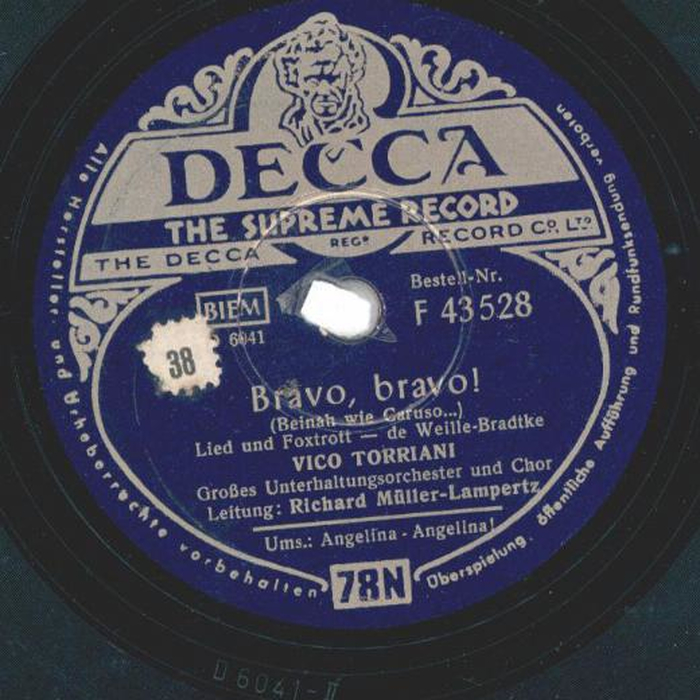 DECCA
THE SUPREME RECORD
THE DECCA REGD RECORD CO. LTD
BIEM
Bestell-Nr.
F 43528
D 6041
38
Bravo, bravo!
(Beinah wie Caruso...)
Lied und Foxtrott — de Weille-Bradtke
VICO TORRIANI
Großes Unterhaltungsorchester und Chor
Leitung: Richard Müller-Lampertz
Ums.: Angelina - Angelina!
78N
Alle Hersteller und Urheberrechte vorbehalten
Überspielung, öffentliche Aufführung und Rundfunksendung verboten
D6041-II